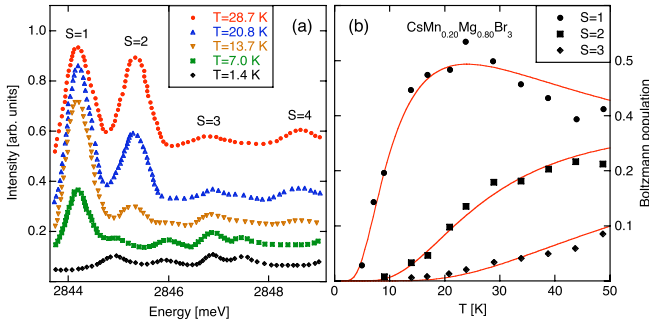 (a)
T=28.7 K
T=20.8 K
T=13.7 K
T=7.0 K
T=1.4 K
S=1
S=2
S=3
S=4
1.0
0.8
0.6
0.4
0.2
Intensity [arb. units]
2844
2846
2848
Energy [meV]
(b)
CsMn0.20Mg0.80Br3
S=1
S=2
S=3
0.5
0.4
0.2
0.1
Boltzmann population
0
10
20
30
40
50
T [K]